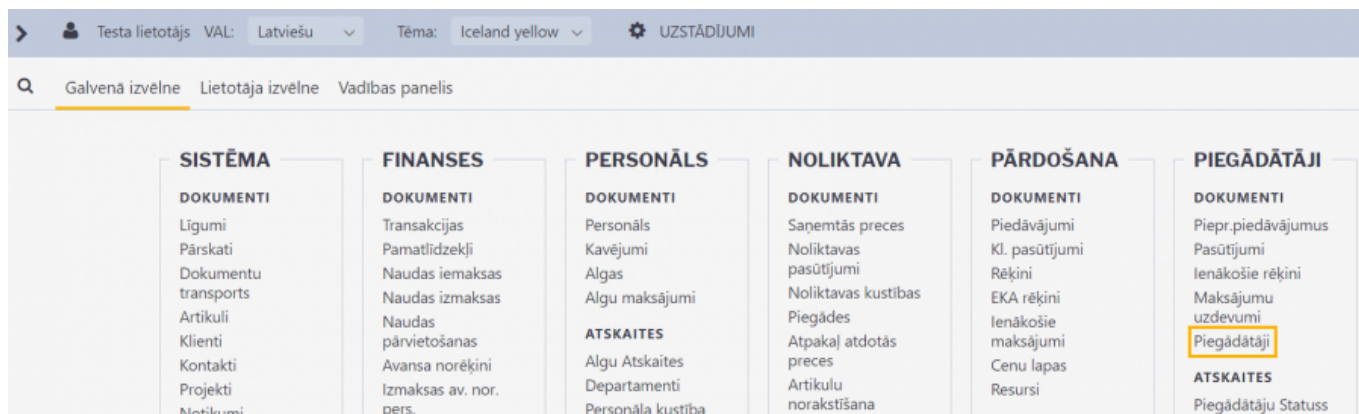 Testa lietotājs VAL: Latviešu Tēma: Iceland yellow UZSTĀDĪJUMI
Galvenā izvēlne Lietotāja izvēlne Vadības panelis
SISTĒMA
DOKUMENTI
Līgumi
Pārskati
Dokumentu
transports
Artikuli
Klienti
Kontakti
Projekti
Notikumi
FINANSES
DOKUMENTI
Transakcijas
Pamatlīdzekļi
Naudas iemaksas
Naudas izmaksas
Naudas
pārvietošanas
Avansa norēķini
Izmaksas av. nor.
pers.
PERSONĀLS
DOKUMENTI
Personāls
Kavējumi
Algas
Algu maksājumi
ATSKAITES
Algu Atskaites
Departamenti
Personāla kustība
NOLIKTAVA
DOKUMENTI
Saņemtās preces
Noliktavas
pasūtījumi
Noliktavas kustības
Piegādes
Atpakaļ atdotās
preces
Artikulu
norakstīšana
PĀRDOŠANA
DOKUMENTI
Piedāvājumi
Kl. pasūtījumi
Rēķini
EKA rēķini
Ienākošie
maksājumi
Cenu lapas
Resursi
PIEGĀDĀTĀJI
DOKUMENTI
Piepr.piedāvājumus
Pasūtījumi
Ienākošie rēķini
Maksājumu
uzdevumi
Piegādātāji
ATSKAITES
Piegādātāju Statuss